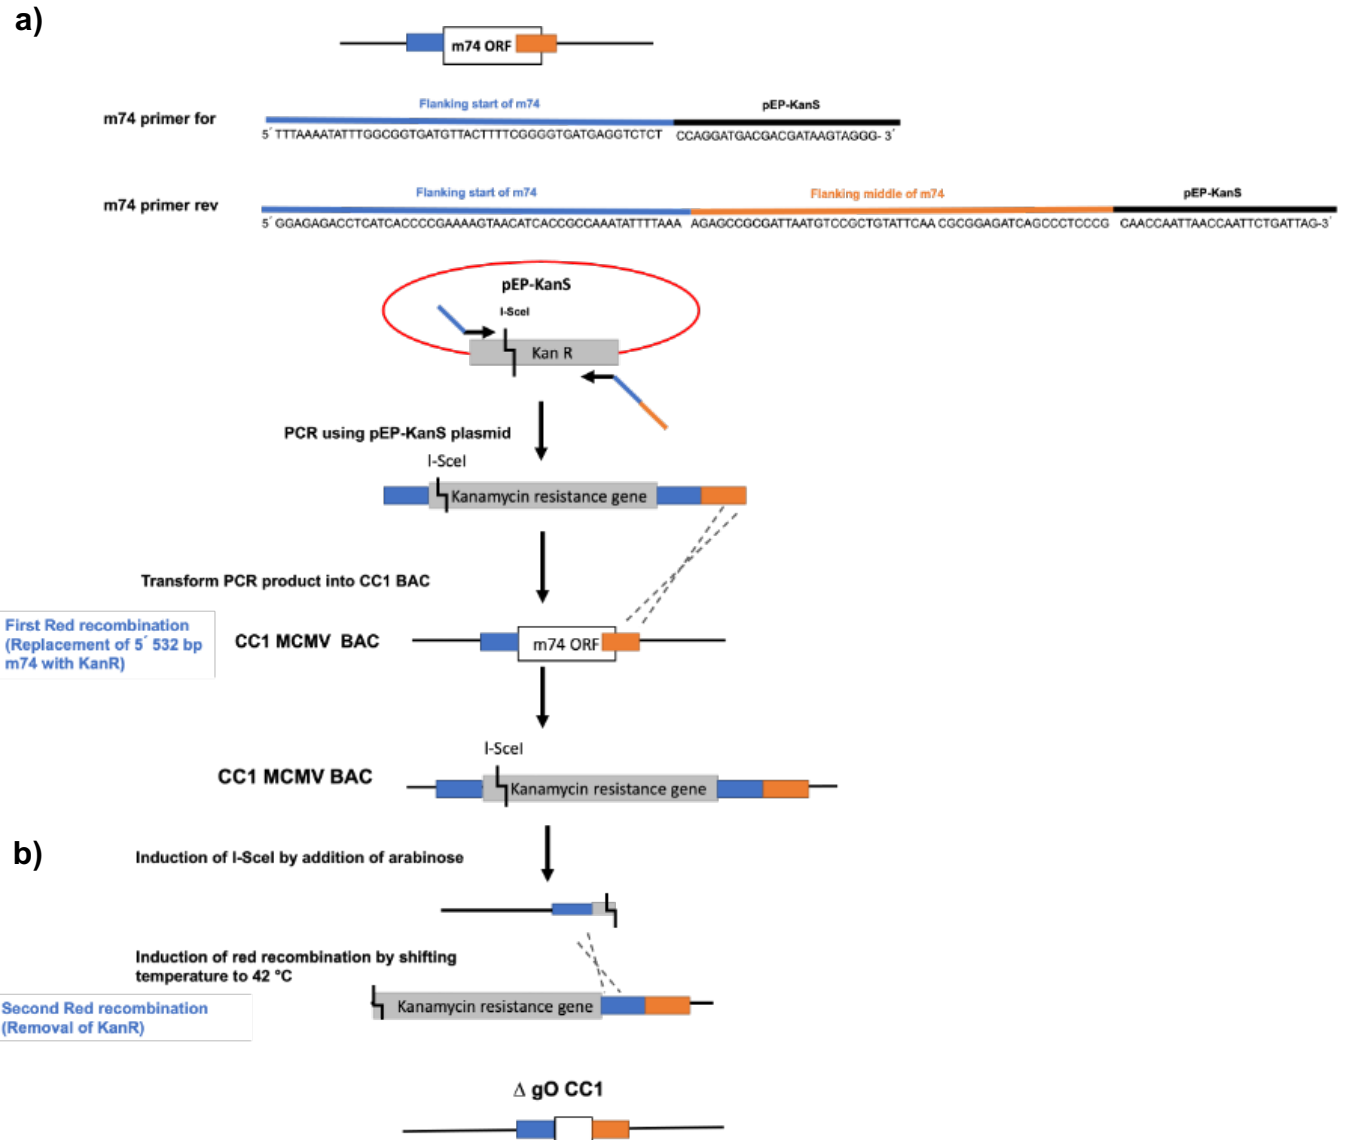 a)
m74 ORF
Flanking start of m74
pEP-KanS
m74 primer for
5´TTTAAAATATTTGGCGGTGATGTTACTTTTCGGGGTGATGAGGTCTCT CCAGGATGACGACGATAAGTAGGG- 3´
Flanking start of m74
Flanking middle of m74
pEP-KanS
m74 primer rev
5´GGAGAGACCTCATCACCCCGAAAAGTAACATCACCGCCAAATATTTTAAA AGAGCCGCGATTAATGTCCGCTGTATTCAA CGCGGAGATCAGCCCTCCCG CAACCAATTAACCAATTCTGATTAG-3´
pEP-KanS
I-SceI
Kan R
PCR using pEP-KanS plasmid
I-SceI
Kanamycin resistance gene
Transform PCR product into CC1 BAC
First Red recombination
(Replacement of 5´ 532 bp
m74 with KanR)
CC1 MCMV BAC
m74 ORF
I-SceI
CC1 MCMV BAC
Kanamycin resistance gene
b)
Induction of I-SceI by addition of arabinose
Induction of red recombination by shifting
temperature to 42 °C
Second Red recombination
(Removal of KanR)
Kanamycin resistance gene
Δ gO CC1